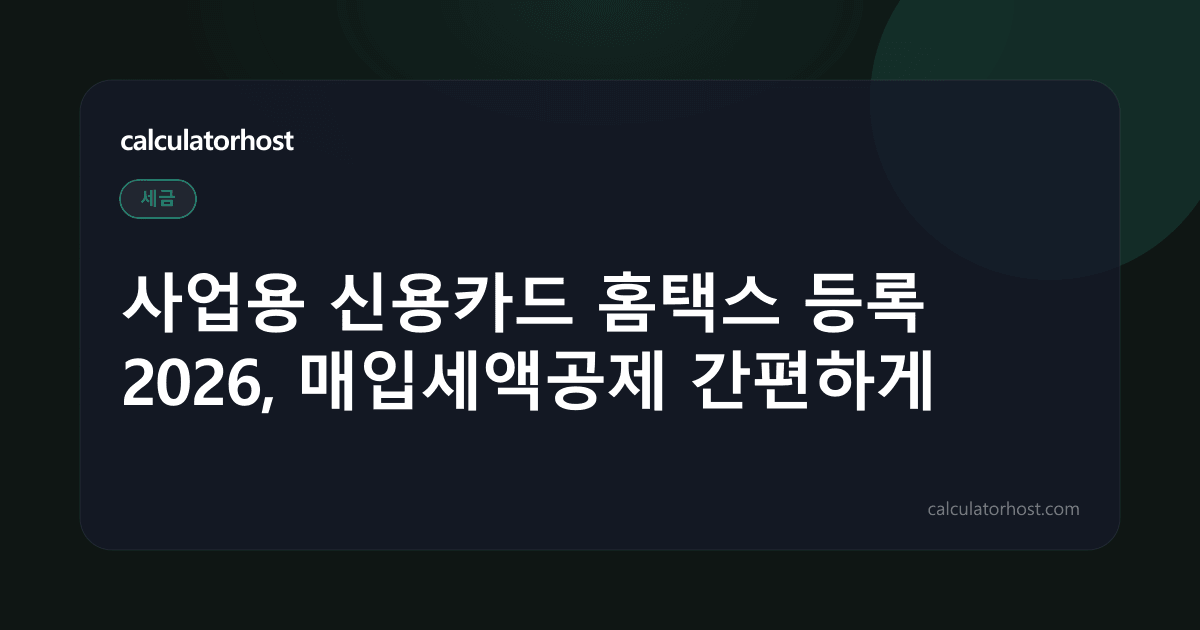 calculatorhost
세금
사업용 신용카드 홈택스 등록
2026, 매입세액공제 간편하게
calculatorhost.com